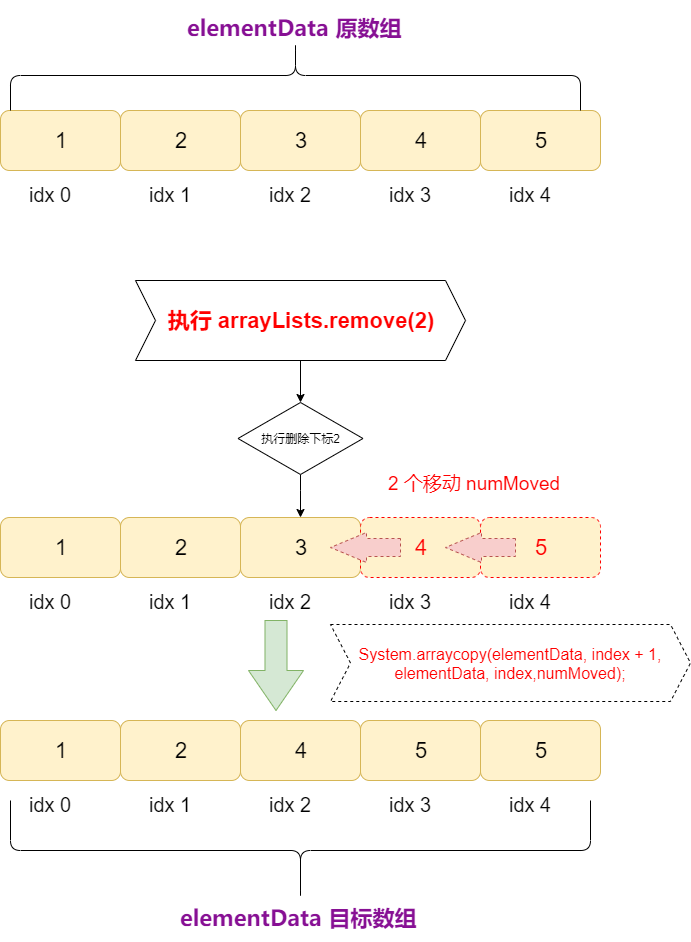 elementData 原数组
1 2 3 4 5
idx 0 idx 1 idx 2 idx 3 idx 4
执行 arrayLists.remove(2)
执行删除下标2
2 个移动 numMoved
1 2 3 4 5
idx 0 idx 1 idx 2 idx 3 idx 4
System.arraycopy(elementData, index + 1,
elementData, index,numMoved);
1 2 4 5 5
idx 0 idx 1 idx 2 idx 3 idx 4
elementData 目标数组